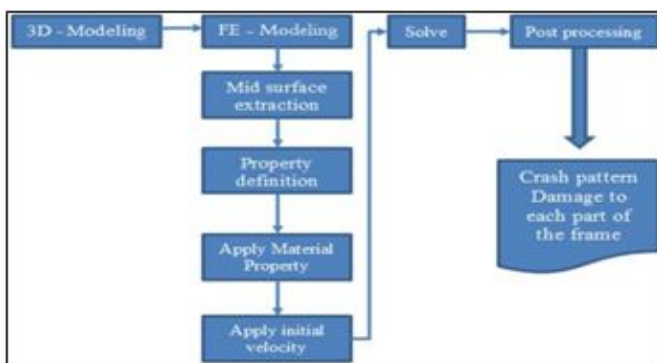 3D - Modeling
FE – Modeling
Solve
Post processing
Mid surface
extraction
Property
definition
Apply Material
Property
Apply initial
velocity
Crash pattern
Damage to
each part of
the frame